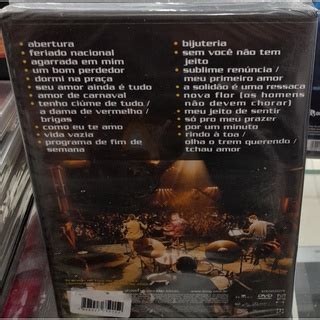 abertura
feriado nacional
agarrada em mim
um bom perdedor
dormi na praça
seu amor ainda é tudo
amor de carnaval
tenho ciúme de tudo /
a dama de vermelho /
brigas
como eu te amo
vida vazia
programa de fim de
semana
bijuteria
sem você não tem
jeito
sublime renúncia /
meu primeiro amor
a solidão é uma ressaca
nova flor (os homens
não devem chorar)
meu jeito de sentir
só pro meu prazer
por um minuto
rindo à toa /
olha o trem querendo /
tchau amor
DVD